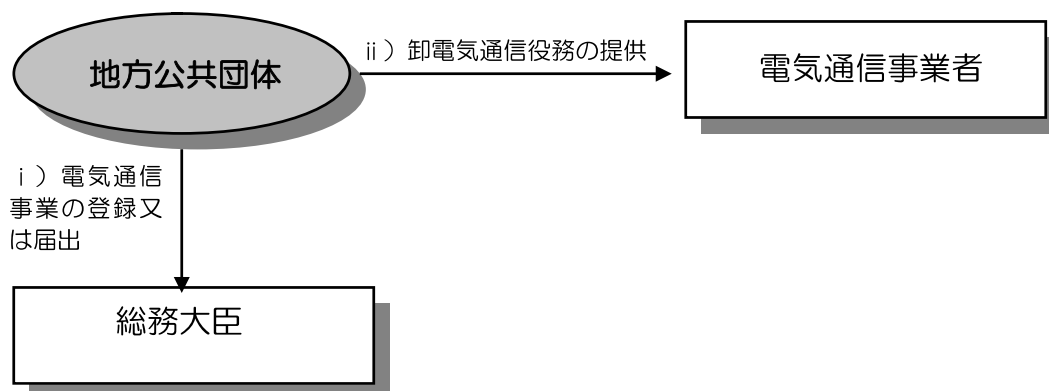 地方公共団体
ⅱ）卸電気通信役務の提供
電気通信事業者
ⅰ）電気通信
事業の登録又
は届出
総務大臣